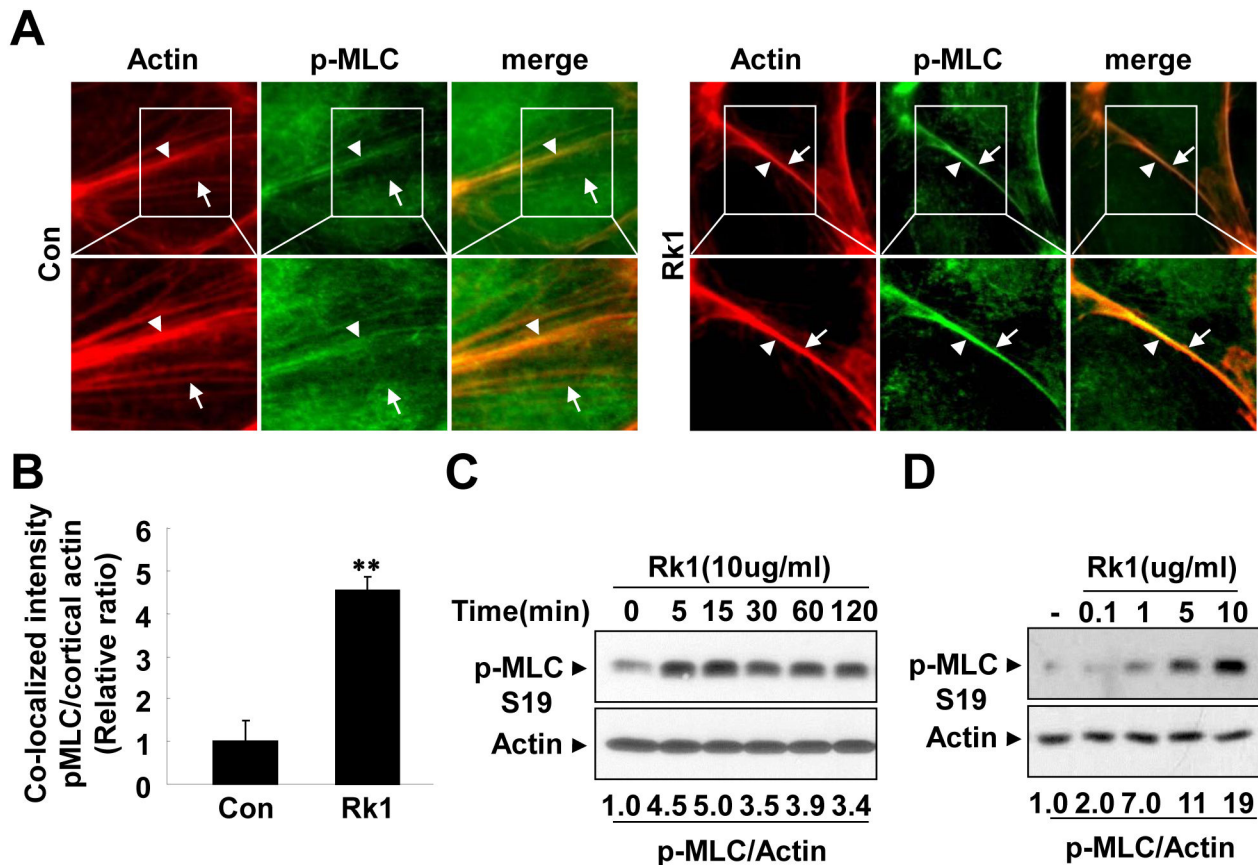 A
Actin p-MLC merge
Con
Actin p-MLC merge
Rk1
B
Co-localized intensity
pMLC/cortical actin
(Relative ratio)
6
5
4
3
2
1
0
**
Con Rk1
C
Rk1(10ug/ml)
Time(min) 0 5 15 30 60 120
p-MLC
S19
Actin
1.0 4.5 5.0 3.5 3.9 3.4
p-MLC/Actin
D
Rk1(ug/ml)
- 0.1 1 5 10
p-MLC
S19
Actin
1.0 2.0 7.0 11 19
p-MLC/Actin